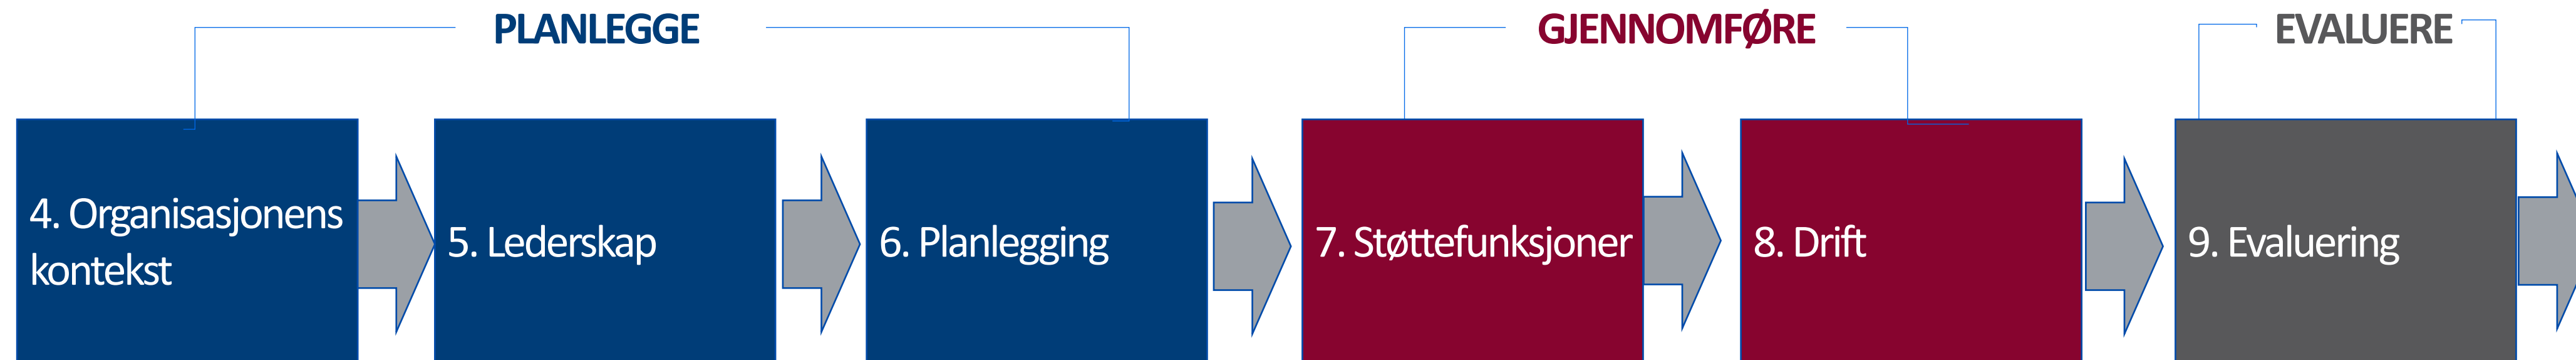 PLANLEGGE
GJENNOMFØRE
EVALUERE
4. Organisasjonens
kontekst
5. Lederskap
6. Planlegging
7. Støttefunksjoner
8. Drift
9. Evaluering